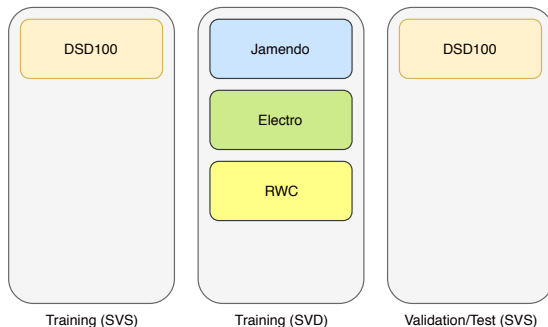 DSD100
Jamendo
DSD100
Electro
RWC
Training (SVS)
Training (SVD)
Validation/Test (SVS)